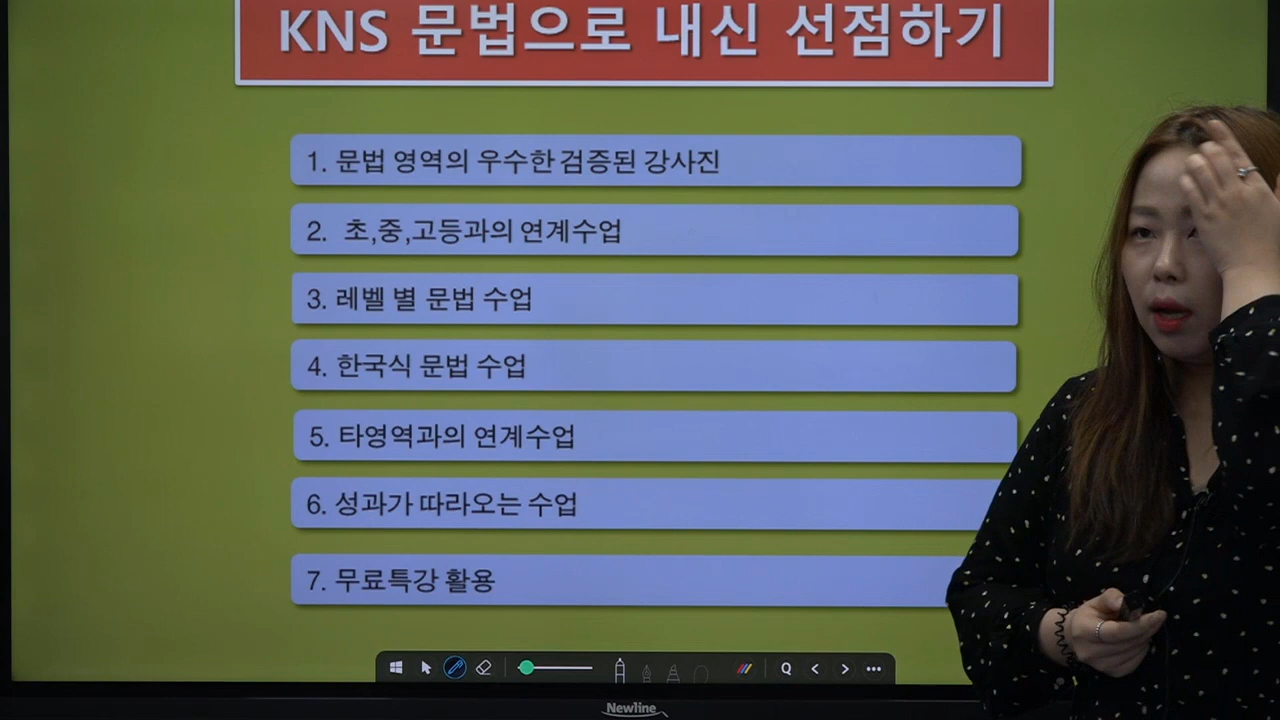 KNS 문법으로 내신 선점하기
1. 문법 영역의 우수한 검증된 강사진
2. 초,중,고등과의 연계수업
3. 레벨 별 문법 수업
4. 한국식 문법 수업
5. 타영역과의 연계수업
6. 성과가 따라오는 수업
7. 무료특강 활용
Newline